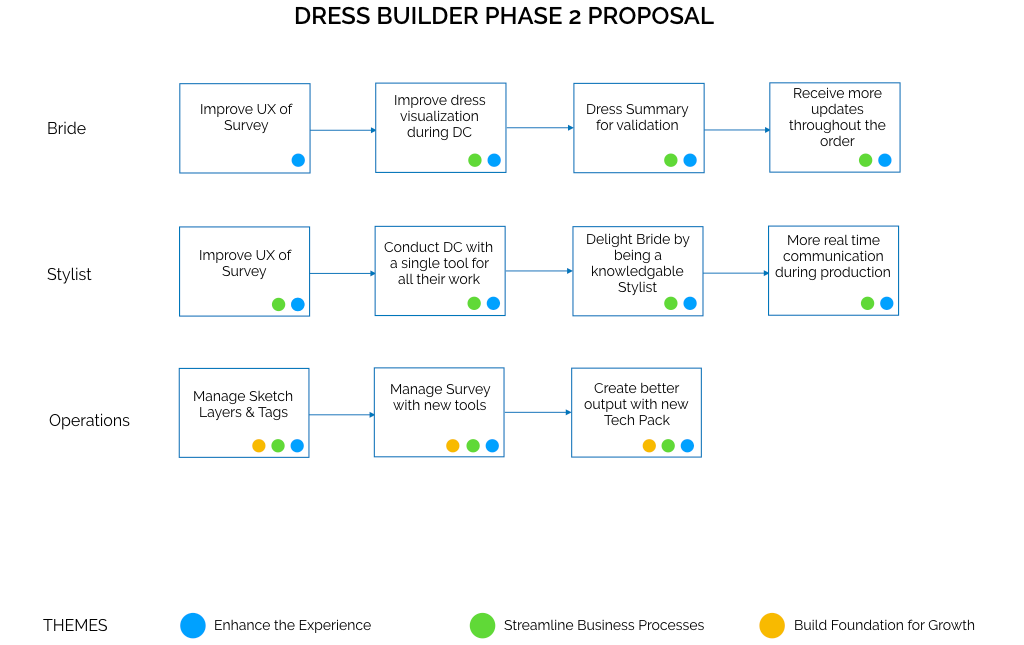 DRESS BUILDER PHASE 2 PROPOSAL
Bride
Improve UX of
Survey
Improve dress
visualization
during DC
Dress Summary
for validation
Receive more
updates
throughout the
order
Stylist
Improve UX of
Survey
Conduct DC with
a single tool for
all their work
Delight Bride by
being a
knowledgable
Stylist
More real time
communication
during production
Operations
Manage Sketch
Layers & Tags
Manage Survey
with new tools
Create better
output with new
Tech Pack
THEMES
Enhance the Experience
Streamline Business Processes
Build Foundation for Growth